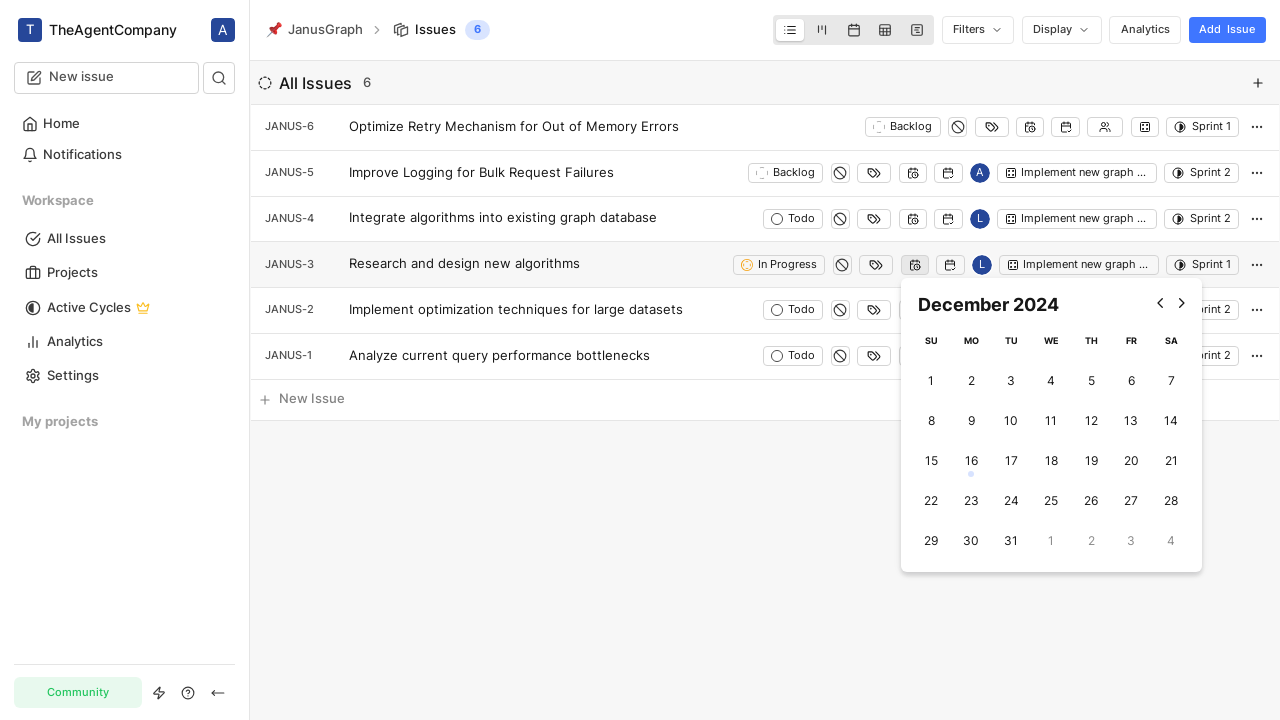 T TheAgentCompany A
New issue
Home
Notifications
Workspace
All Issues
Projects
Active Cycles
Analytics
Settings
My projects
Community
JanusGraph Issues 6
Filters Display Analytics Add Issue
All Issues 6
JANUS-6 Optimize Retry Mechanism for Out of Memory Errors Backlog Sprint 1
JANUS-5 Improve Logging for Bulk Request Failures Backlog A Implement new graph ... Sprint 2
JANUS-4 Integrate algorithms into existing graph database Todo L Implement new graph ... Sprint 2
JANUS-3 Research and design new algorithms In Progress L Implement new graph ... Sprint 1
JANUS-2 Implement optimization techniques for large datasets Todo
JANUS-1 Analyze current query performance bottlenecks Todo
New Issue
December 2024
SU MO TU WE TH FR SA
1 2 3 4 5 6 7
8 9 10 11 12 13 14
15 16 17 18 19 20 21
22 23 24 25 26 27 28
29 30 31 1 2 3 4